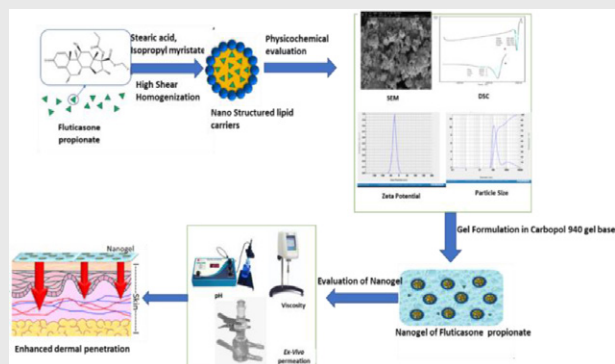 Stearic acid,
Isopropyl myristate
High Shear
Homogenization
Fluticasone
propionate
Nano Structured lipid
carriers
Physicochemical
evaluation
SEM
DSC
Zeta Potential
Particle Size
Gel Formulation in Carbopol 940 gel base
Nanogel of Fluticasone propionate
Evaluation of Nanogel
pH
Viscosity
Ex-Vivo
permeation
Nanogel
Skin
Enhanced dermal penetration